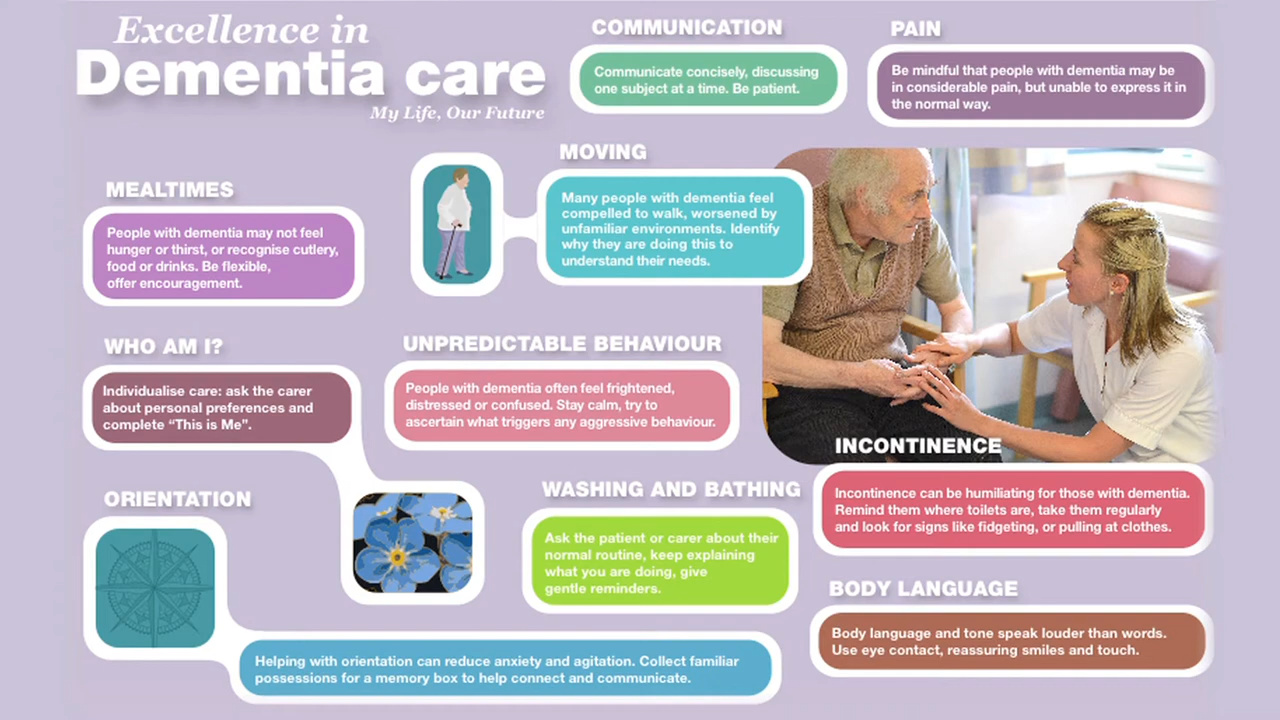 Excellence in
Dementia care
My Life, Our Future
COMMUNICATION
Communicate concisely, discussing
one subject at a time. Be patient.
PAIN
Be mindful that people with dementia may be
in considerable pain, but unable to express it in
the normal way.
MEALTIMES
People with dementia may not feel
hunger or thirst, or recognise cutlery,
food or drinks. Be flexible,
offer encouragement.
MOVING
Many people with dementia feel
compelled to walk, worsened by
unfamiliar environments. Identify
why they are doing this to
understand their needs.
WHO AM I?
Individualise care: ask the carer
about personal preferences and
complete “This is Me”.
UNPREDICTABLE BEHAVIOUR
People with dementia often feel frightened,
distressed or confused. Stay calm, try to
ascertain what triggers any aggressive behaviour.
INCONTINENCE
Incontinence can be humiliating for those with dementia.
Remind them where toilets are, take them regularly
and look for signs like fidgeting, or pulling at clothes.
ORIENTATION
Helping with orientation can reduce anxiety and agitation. Collect familiar
possessions for a memory box to help connect and communicate.
WASHING AND BATHING
Ask the patient or carer about their
normal routine, keep explaining
what you are doing, give
gentle reminders.
BODY LANGUAGE
Body language and tone speak louder than words.
Use eye contact, reassuring smiles and touch.